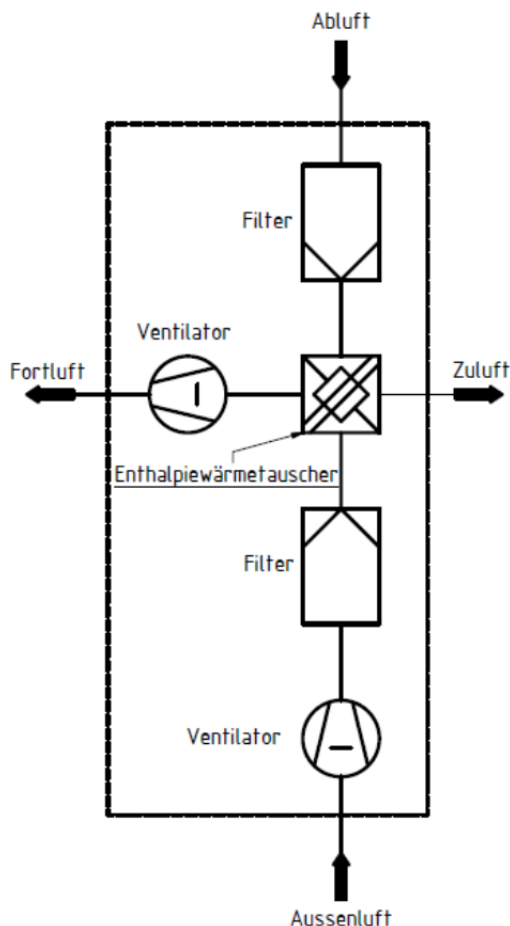 Abluft
Filter
Ventilator
Fortluft
Zuluft
Enthalpiewärmetauscher
Filter
Ventilator
Aussenluft